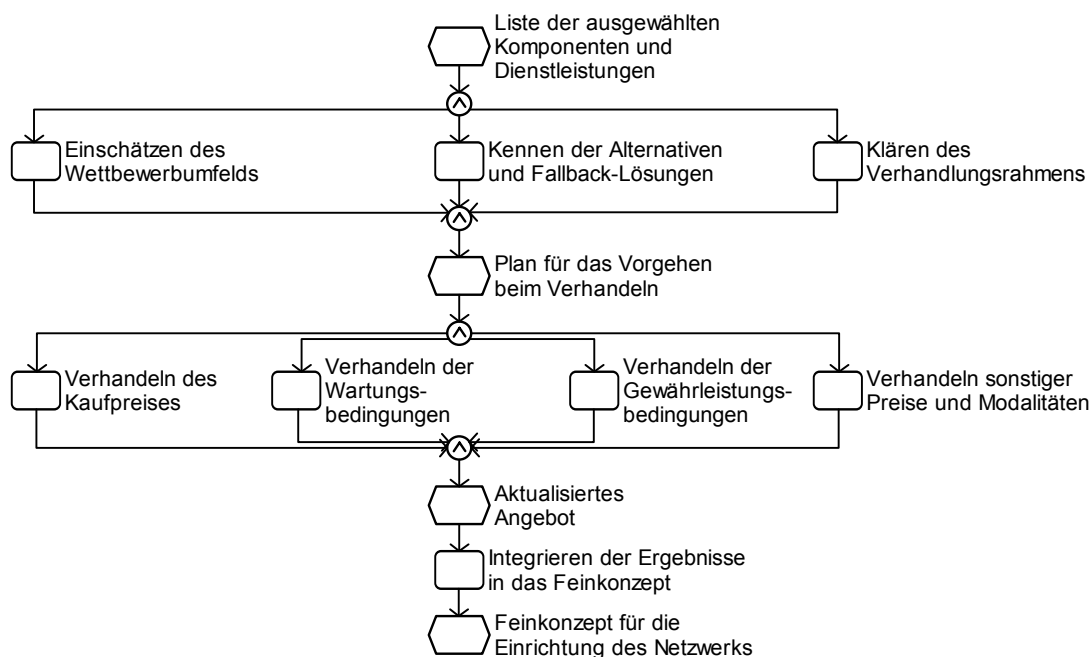 Liste der ausgewählten
Komponenten und
Dienstleistungen
Einschätzen des
Wettbewerbumfelds
Kennen der Alternativen
und Fallback-Lösungen
Klären des
Verhandlungsrahmens
Plan für das Vorgehen
beim Verhandeln
Verhandeln des
Kaufpreises
Verhandeln der
Wartungs-
bedingungen
Verhandeln der
Gewährleistungs-
bedingungen
Verhandeln sonstiger
Preise und Modalitäten
Aktualisiertes
Angebot
Integrieren der Ergebnisse
in das Feinkonzept
Feinkonzept für die
Einrichtung des Netzwerks